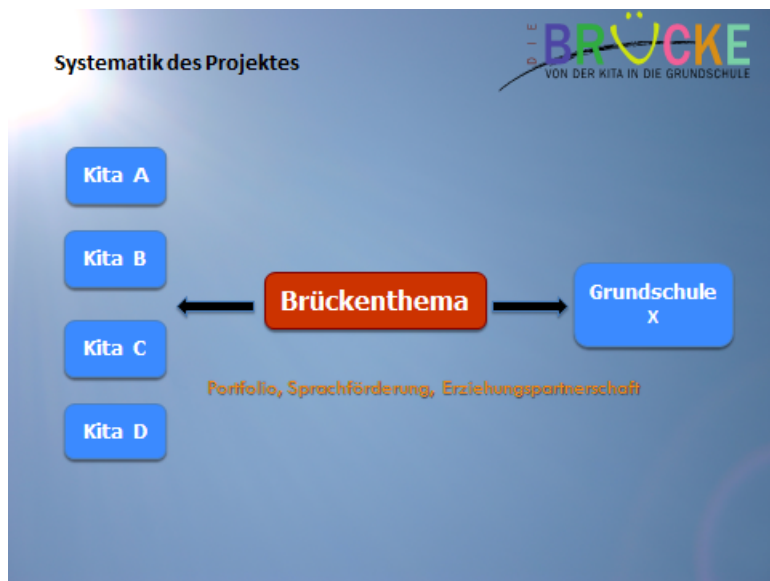 Systematik des Projektes
DIE BRÜCKE
VON DER KITA IN DIE GRUNDSCHULE
Kita A
Kita B
Kita C
Kita D
Brückenthema
Grundschule
X
Portfolio, Sprachförderung, Erziehungspartnerschaft